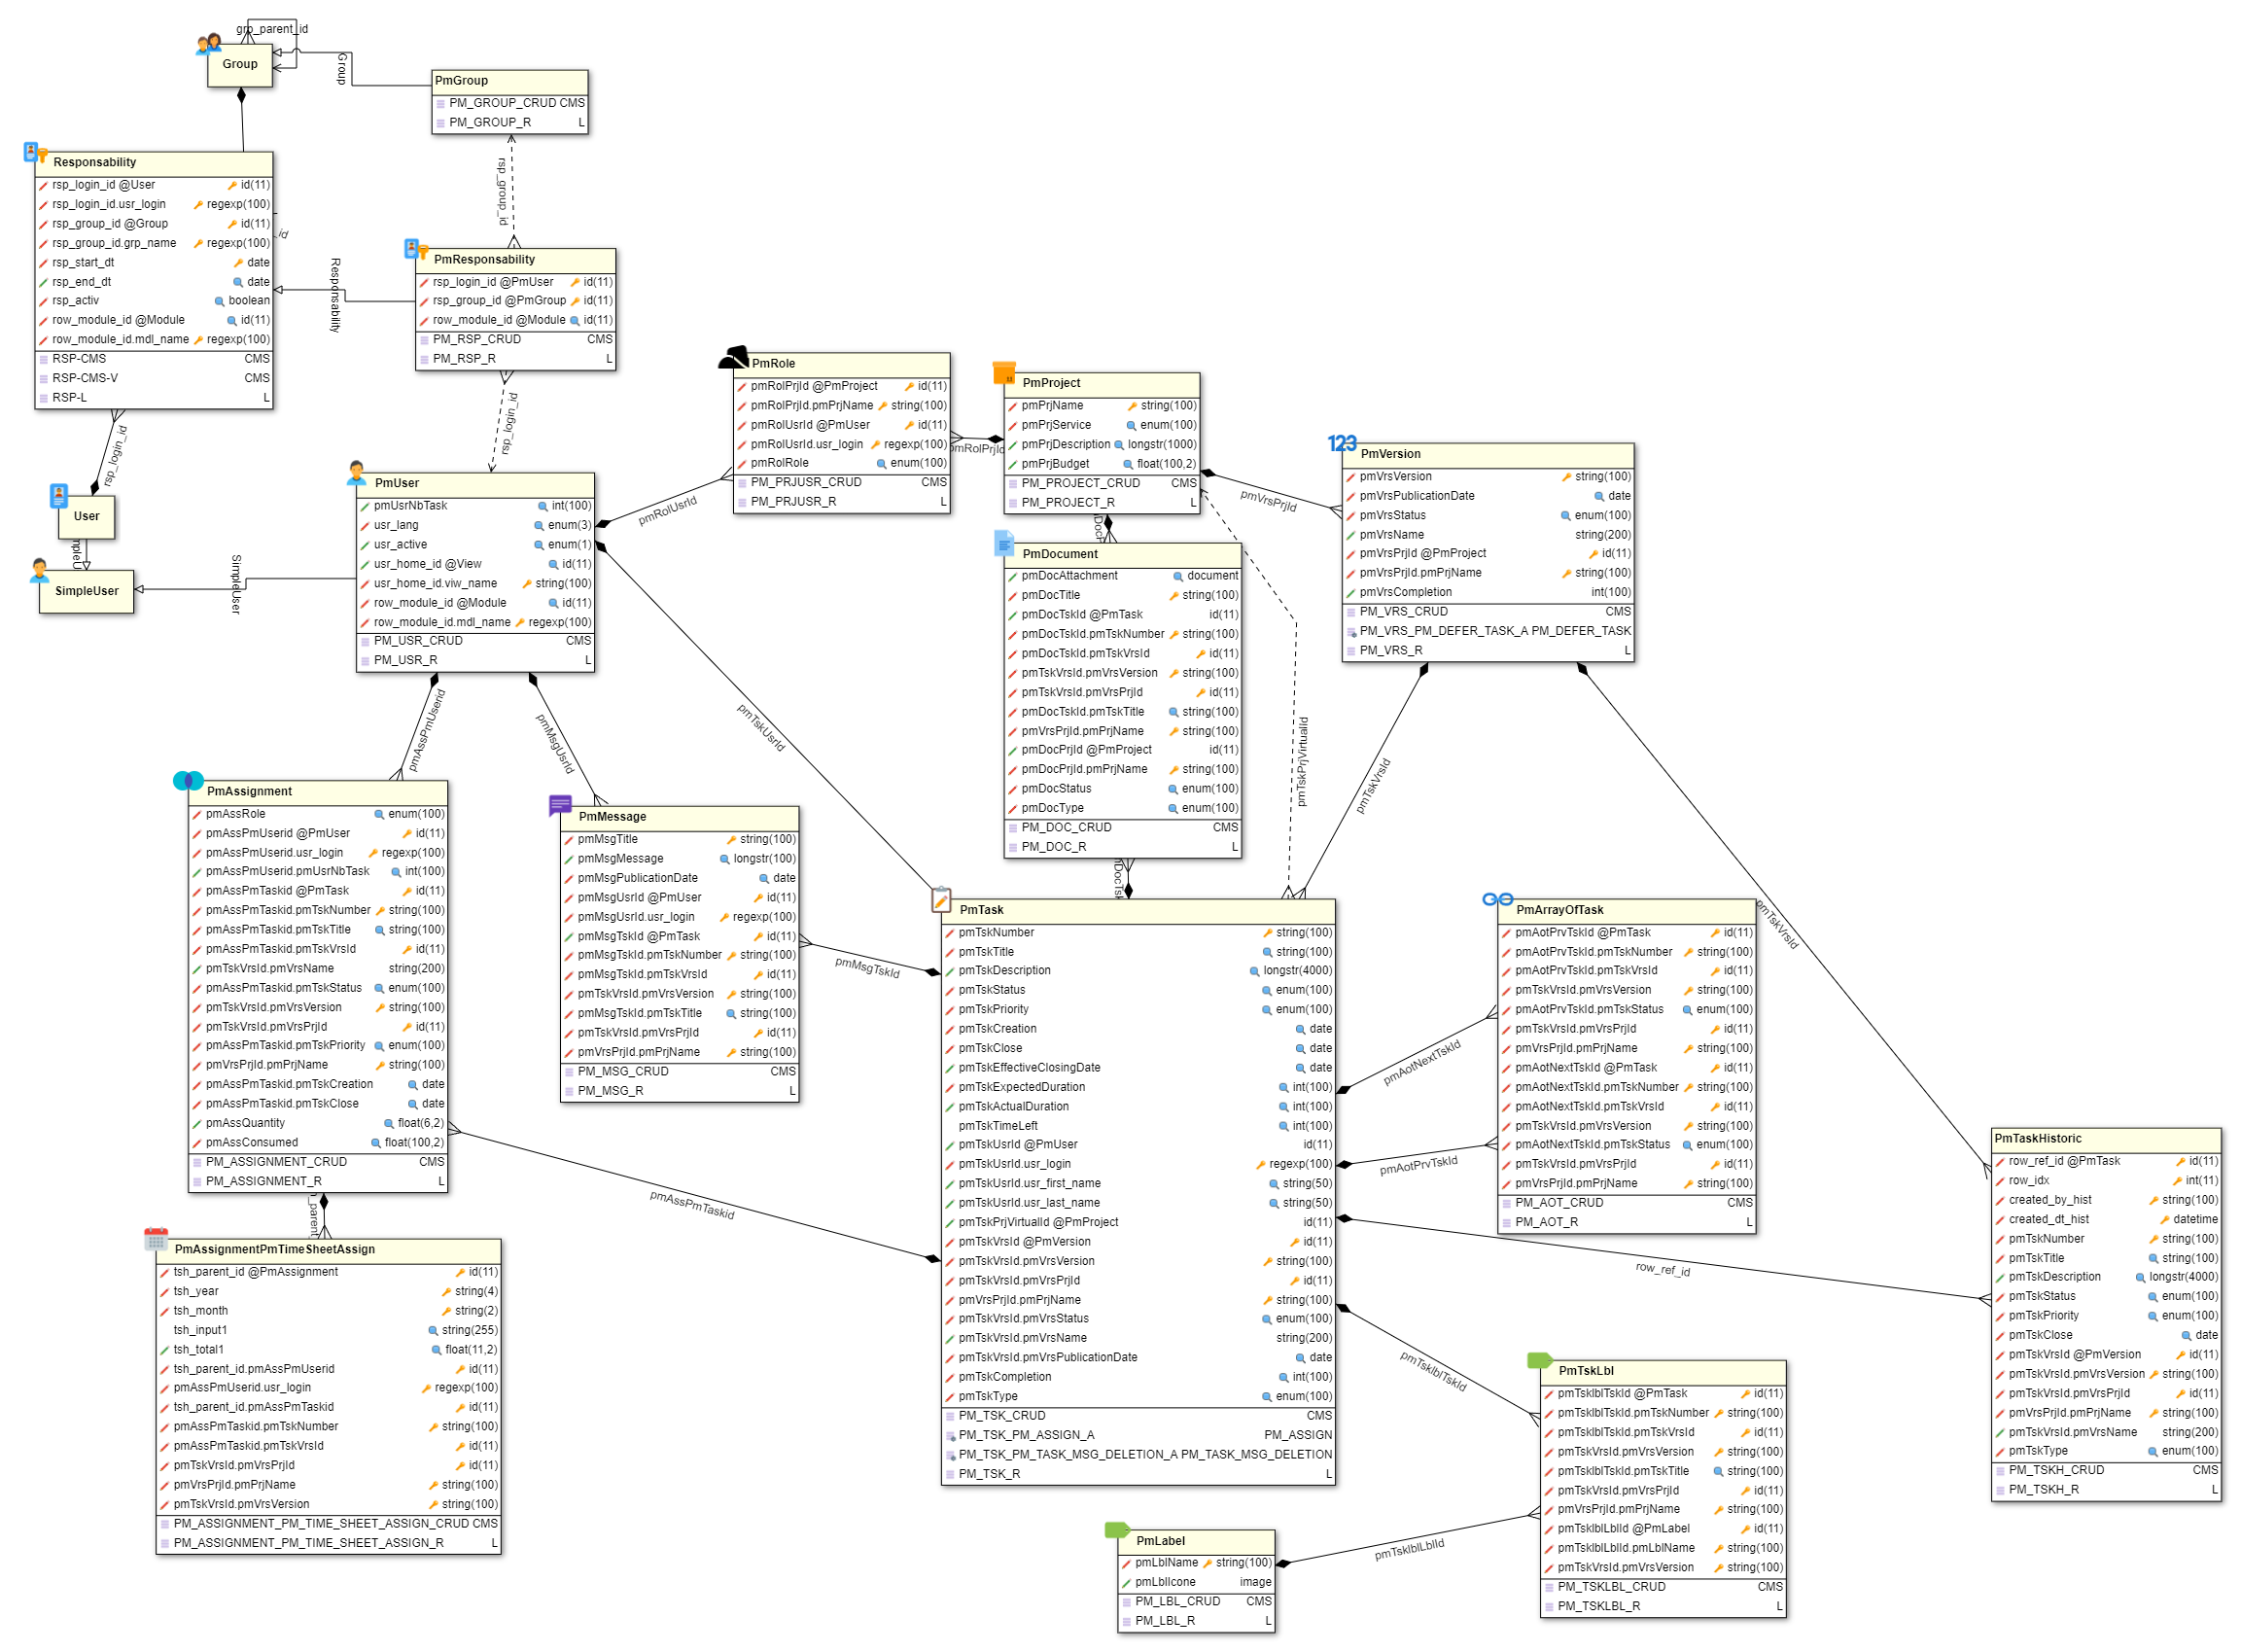 grp_parent_id
Group
Group
PmGroup
PM_GROUP_CRUD CMS
PM_GROUP_R L
rsp_group_id
Responsability
rsp_login_id @User id(11)
rsp_login_id.usr_login regexp(100)
rsp_group_id @Group id(11)
rsp_group_id.grp_name regexp(100)
rsp_start_dt date
rsp_end_dt date
rsp_activ boolean
row_module_id @Module id(11)
row_module_id.mdl_name regexp(100)
RSP-CMS CMS
RSP-CMS-V CMS
RSP-L L
_id
Responsability
PmResponsability
rsp_login_id @PmUser id(11)
rsp_group_id @PmGroup id(11)
row_module_id @Module id(11)
PM_RSP_CRUD CMS
PM_RSP_R L
rsp_login_id
rsp_login_id
User
SimpleUser
SimpleUser
PmUser
pmUsrNbTask int(100)
usr_lang enum(3)
usr_active enum(1)
usr_home_id @View id(11)
usr_home_id.viw_name string(100)
row_module_id @Module id(11)
row_module_id.mdl_name regexp(100)
PM_USR_CRUD CMS
PM_USR_R L
PmRole
pmRolPrjId @PmProject id(11)
pmRolPrjId.pmPrjName string(100)
pmRolUsrId @PmUser id(11)
pmRolUsrId.usr_login regexp(100)
pmRolRole enum(100)
PM_PRJUSR_CRUD CMS
PM_PRJUSR_R L
pmRolUsrId
pmRolPrjId
PmProject
pmPrjName string(100)
pmPrjService enum(100)
pmPrjDescription longstr(1000)
pmPrjBudget float(100,2)
PM_PROJECT_CRUD CMS
PM_PROJECT_R L
pmVrsPrjId
123
PmVersion
pmVrsVersion string(100)
pmVrsPublicationDate date
pmVrsStatus enum(100)
pmVrsName string(200)
pmVrsPrjId @PmProject id(11)
pmVrsPrjId.pmPrjName string(100)
pmVrsCompletion int(100)
PM_VRS_CRUD CMS
PM_VRS_PM_DEFER_TASK_A PM_DEFER_TASK
PM_VRS_R L
PmDocument
pmDocAttachment document
pmDocTitle string(100)
pmDocTskId @PmTask id(11)
pmDocTskId.pmTskNumber string(100)
pmDocTskId.pmTskVrsId id(11)
pmTskVrsId.pmVrsVersion string(100)
pmTskVrsId.pmVrsPrjId id(11)
pmDocTskId.pmTskTitle string(100)
pmVrsPrjId.pmPrjName string(100)
pmDocPrjId @PmProject id(11)
pmDocPrjId.pmPrjName string(100)
pmDocStatus enum(100)
pmDocType enum(100)
PM_DOC_CRUD CMS
PM_DOC_R L
pmTskPrjVirtualId
pmTskVrsId
pmTskVrsId
pmTskUsrId
pmAssPmUserid
pmMsgUsrId
PmAssignment
pmAssRole enum(100)
pmAssPmUserid @PmUser id(11)
pmAssPmUserid.usr_login regexp(100)
pmAssPmUserid.pmUsrNbTask int(100)
pmAssPmTaskid @PmTask id(11)
pmAssPmTaskid.pmTskNumber string(100)
pmAssPmTaskid.pmTskTitle string(100)
pmAssPmTaskid.pmTskVrsId id(11)
pmTskVrsId.pmVrsName string(200)
pmAssPmTaskid.pmTskStatus enum(100)
pmTskVrsId.pmVrsVersion string(100)
pmTskVrsId.pmVrsPrjId id(11)
pmAssPmTaskid.pmTskPriority enum(100)
pmVrsPrjId.pmPrjName string(100)
pmAssPmTaskid.pmTskCreation date
pmAssPmTaskid.pmTskClose date
pmAssQuantity float(6,2)
pmAssConsumed float(100,2)
PM_ASSIGNMENT_CRUD CMS
PM_ASSIGNMENT_R L
PmMessage
pmMsgTitle string(100)
pmMsgMessage longstr(100)
pmMsgPublicationDate date
pmMsgUsrId @PmUser id(11)
pmMsgUsrId.usr_login regexp(100)
pmMsgTskId @PmTask id(11)
pmMsgTskId.pmTskNumber string(100)
pmMsgTskId.pmTskVrsId id(11)
pmTskVrsId.pmVrsVersion string(100)
pmMsgTskId.pmTskTitle string(100)
pmTskVrsId.pmVrsPrjId id(11)
pmVrsPrjId.pmPrjName string(100)
PM_MSG_CRUD CMS
PM_MSG_R L
pmMsgTskId
pmAssPmTaskid
PmTask
pmTskNumber string(100)
pmTskTitle string(100)
pmTskDescription longstr(4000)
pmTskStatus enum(100)
pmTskPriority enum(100)
pmTskCreation date
pmTskClose date
pmTskEffectiveClosingDate date
pmTskExpectedDuration int(100)
pmTskActualDuration int(100)
pmTskTimeLeft int(100)
pmTskUsrId @PmUser id(11)
pmTskUsrId.usr_login regexp(100)
pmTskUsrId.usr_first_name string(50)
pmTskUsrId.usr_last_name string(50)
pmTskPrjVirtualId @PmProject id(11)
pmTskVrsId @PmVersion id(11)
pmTskVrsId.pmVrsVersion string(100)
pmTskVrsId.pmVrsPrjId id(11)
pmVrsPrjId.pmPrjName string(100)
pmTskVrsId.pmVrsStatus enum(100)
pmTskVrsId.pmVrsName string(200)
pmTskVrsId.pmVrsPublicationDate date
pmTskCompletion int(100)
pmTskType enum(100)
PM_TSK_CRUD CMS
PM_TSK_PM_ASSIGN_A PM_ASSIGN
PM_TSK_PM_TASK_MSG_DELETION_A PM_TASK_MSG_DELETION
PM_TSK_R L
pmAotNextTskId
pmAotPrvTskId
row_ref_id
pmTsklblTskId
PmArrayOfTask
pmAotPrvTskId @PmTask id(11)
pmAotPrvTskId.pmTskNumber string(100)
pmAotPrvTskId.pmTskVrsId id(11)
pmTskVrsId.pmVrsVersion string(100)
pmAotPrvTskId.pmTskStatus enum(100)
pmTskVrsId.pmVrsPrjId id(11)
pmVrsPrjId.pmPrjName string(100)
pmAotNextTskId @PmTask id(11)
pmAotNextTskId.pmTskNumber string(100)
pmAotNextTskId.pmTskVrsId id(11)
pmTskVrsId.pmVrsVersion string(100)
pmAotNextTskId.pmTskStatus enum(100)
pmTskVrsId.pmVrsPrjId id(11)
pmVrsPrjId.pmPrjName string(100)
PM_AOT_CRUD CMS
PM_AOT_R L
PmTaskHistoric
row_ref_id @PmTask id(11)
row_idx int(11)
created_by_hist string(100)
created_dt_hist datetime
pmTskNumber string(100)
pmTskTitle string(100)
pmTskDescription longstr(4000)
pmTskStatus enum(100)
pmTskPriority enum(100)
pmTskClose date
pmTskVrsId @PmVersion id(11)
pmTskVrsId.pmVrsVersion string(100)
pmTskVrsId.pmVrsPrjId id(11)
pmVrsPrjId.pmPrjName string(100)
pmTskVrsId.pmVrsName string(200)
pmTskType enum(100)
PM_TSKH_CRUD CMS
PM_TSKH_R L
PmAssignmentPmTimeSheetAssign
tsh_parent_id @PmAssignment id(11)
tsh_year string(4)
tsh_month string(2)
tsh_input1 string(255)
tsh_total1 float(11,2)
tsh_parent_id.pmAssPmUserid id(11)
pmAssPmUserid.usr_login regexp(100)
tsh_parent_id.pmAssPmTaskid id(11)
pmAssPmTaskid.pmTskNumber string(100)
pmAssPmTaskid.pmTskVrsId id(11)
pmTskVrsId.pmVrsPrjId id(11)
pmVrsPrjId.pmPrjName string(100)
pmTskVrsId.pmVrsVersion string(100)
PM_ASSIGNMENT_PM_TIME_SHEET_ASSIGN_CRUD CMS
PM_ASSIGNMENT_PM_TIME_SHEET_ASSIGN_R L
PmTskLbl
pmTsklblTskId @PmTask id(11)
pmTsklblTskId.pmTskNumber string(100)
pmTsklblTskId.pmTskVrsId id(11)
pmTskVrsId.pmVrsVersion string(100)
pmTsklblTskId.pmTskTitle string(100)
pmTskVrsId.pmVrsPrjId id(11)
pmVrsPrjId.pmPrjName string(100)
pmTsklblLblId @PmLabel id(11)
pmTsklblLblId.pmLblName string(100)
pmTskVrsId.pmVrsVersion string(100)
PM_TSKLBL_CRUD CMS
PM_TSKLBL_R L
PmLabel
pmLblName string(100)
pmLblIcone image
PM_LBL_CRUD CMS
PM_LBL_R L
pmTsklblLblId